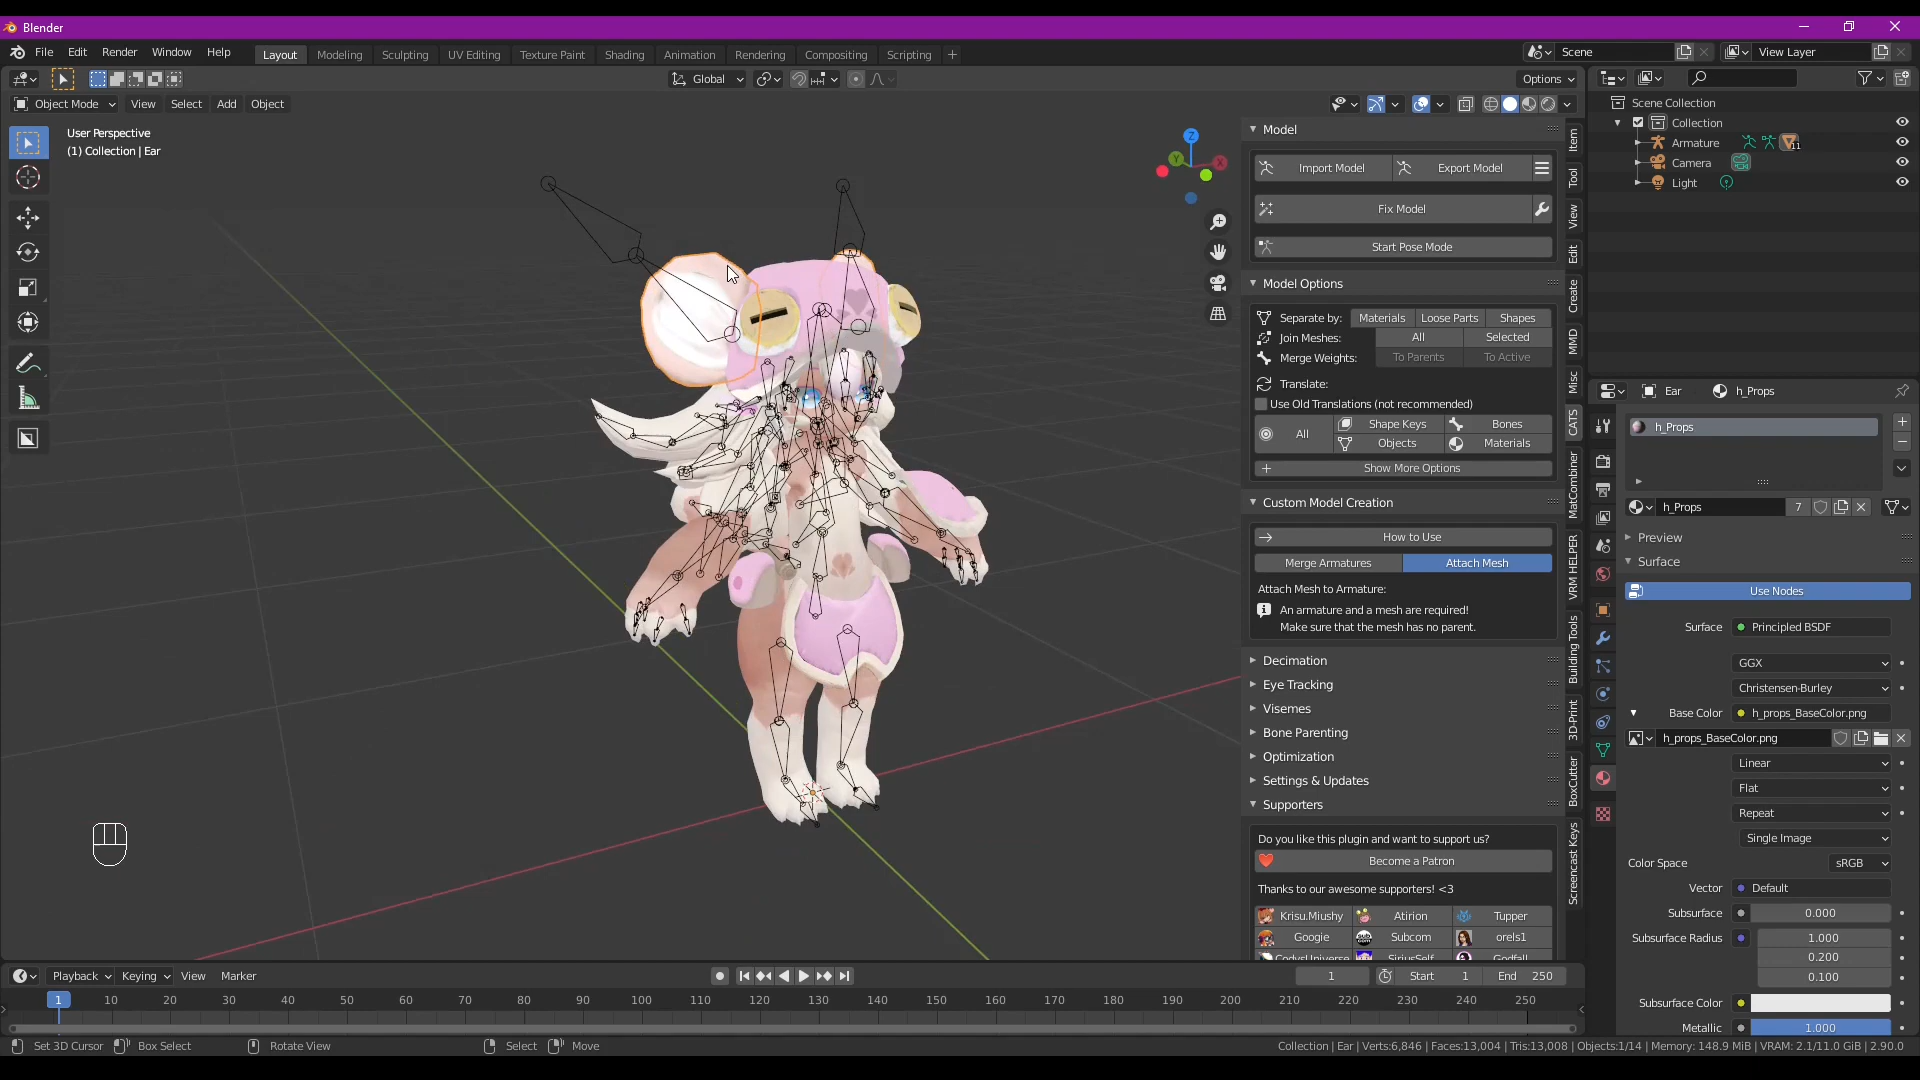 Blender
File Edit Render Window Help
Layout Modeling Sculpting UV Editing Texture Paint Shading Animation Rendering Compositing Scripting +
Scene View Layer
Global Options
Object Mode View Select Add Object
User Perspective
(1) Collection | Ear
Z
Y
X
Model
Import Model Export Model
Fix Model
Start Pose Mode
Model Options
Separate by: Materials Loose Parts Shapes
Join Meshes: All Selected
Merge Weights: To Parents To Active
Translate:
Use Old Translations (not recommended)
All Shape Keys Bones
Objects Materials
Show More Options
Custom Model Creation
How to Use
Merge Armatures Attach Mesh
Attach Mesh to Armature:
An armature and a mesh are required!
Make sure that the mesh has no parent.
Decimation
Eye Tracking
Visemes
Bone Parenting
Optimization
Settings & Updates
Supporters
Do you like this plugin and want to support us?
Become a Patron
Thanks to our awesome supporters! <3
Krisu.Miushy Atirion Tupper
Googie Subcom orels1
CodysUniverse SiriusSelf Godfall
Item
Tool
View
Edit
Create
MMD
Misc
CATS
MatCombiner
VRM HELPER
Building Tools
3D-Print
BoxCutter
Screencast Keys
Scene Collection
Collection
Armature 11
Camera
Light
Ear h_Props
h_Props
h_Props 7
Preview
Surface
Use Nodes
Surface Principled BSDF
GGX
Christensen-Burley
Base Color h_props_BaseColor.png
h_props_BaseColor.png
Linear
Flat
Repeat
Single Image
Color Space sRGB
Vector Default
Subsurface 0.000
Subsurface Radius 1.000
0.200
0.100
Subsurface Color
Metallic 1.000
Playback Keying View Marker
1 Start 1 End 250
1 10 20 30 40 50 60 70 80 90 100 110 120 130 140 150 160 170 180 190 200 210 220 230 240 250
Set 3D Cursor Box Select Rotate View Select Move
Collection | Ear | Verts:6,846 | Faces:13,004 | Tris:13,008 | Objects:1/14 | Memory: 148.9 MiB | VRAM: 2.1/11.0 GiB | 2.90.0